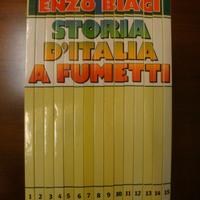 ENZO BIAGI
STORIA
D'ITALIA
A FUMETTI
1 2 3 4 5 6 7 8 9 10 11 12 13 14 15